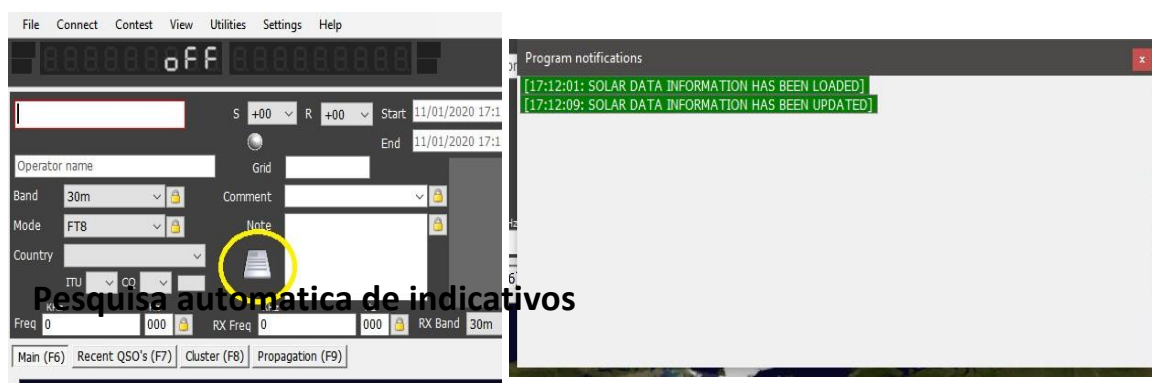 File Connect Contest View Utilities Settings Help
oFF
S +00 R +00 Start 11/01/2020 17:1
End 11/01/2020 17:1
Operator name
Grid
Band 30m
Comment
Mode FT8
Note
Country
ITU CQ
Pesquisa automatica de indicativos
Freq 0 000 RX Freq 0 000 RX Band 30m
Main (F6) Recent QSO's (F7) Cluster (F8) Propagation (F9)
Program notifications x
[17:12:01: SOLAR DATA INFORMATION HAS BEEN LOADED]
[17:12:09: SOLAR DATA INFORMATION HAS BEEN UPDATED]